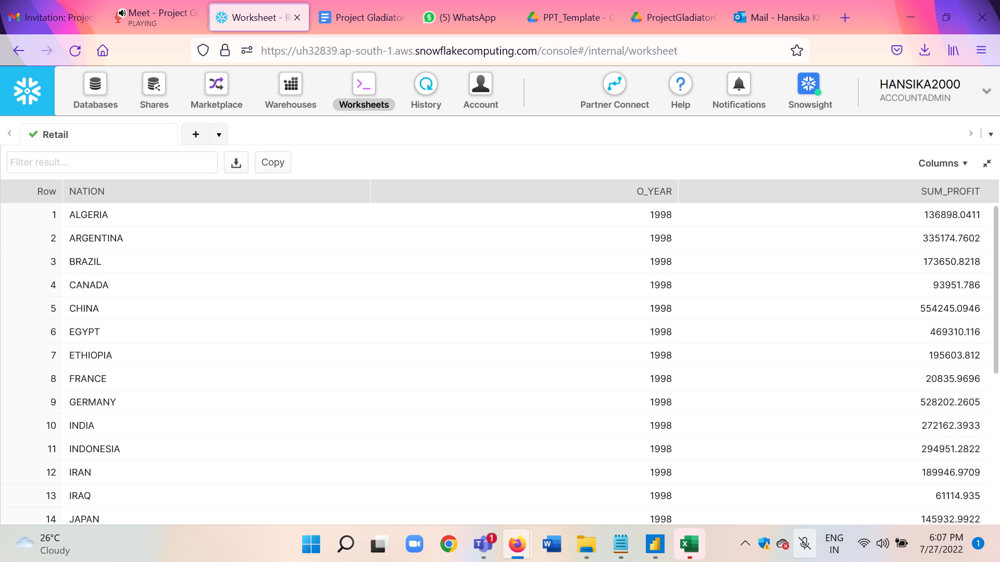 Invitation: Projec
Meet - Project Gl
PLAYING
Worksheet - Re
Project Gladiator
(5) WhatsApp
PPT_Template - G
ProjectGladiatorG
Mail - Hansika Kh
https://uh32839.ap-south-1.aws.snowflakecomputing.com/console#/internal/worksheet
Databases
Shares
Marketplace
Warehouses
Worksheets
History
Account
Partner Connect
Help
Notifications
Snowsight
HANSIKA2000
ACCOUNTADMIN
Retail
Filter result...
Copy
Columns
Row NATION O_YEAR SUM_PROFIT
1 ALGERIA 1998 136898.0411
2 ARGENTINA 1998 335174.7602
3 BRAZIL 1998 173650.8218
4 CANADA 1998 93951.786
5 CHINA 1998 554245.0946
6 EGYPT 1998 469310.116
7 ETHIOPIA 1998 195603.812
8 FRANCE 1998 20835.9696
9 GERMANY 1998 528202.2605
10 INDIA 1998 272162.3933
11 INDONESIA 1998 294951.2822
12 IRAN 1998 189946.9709
13 IRAQ 1998 61114.935
14 JAPAN 1998 145932.9922
26°C
Cloudy
1
ENG
IN
6:07 PM
7/27/2022
1